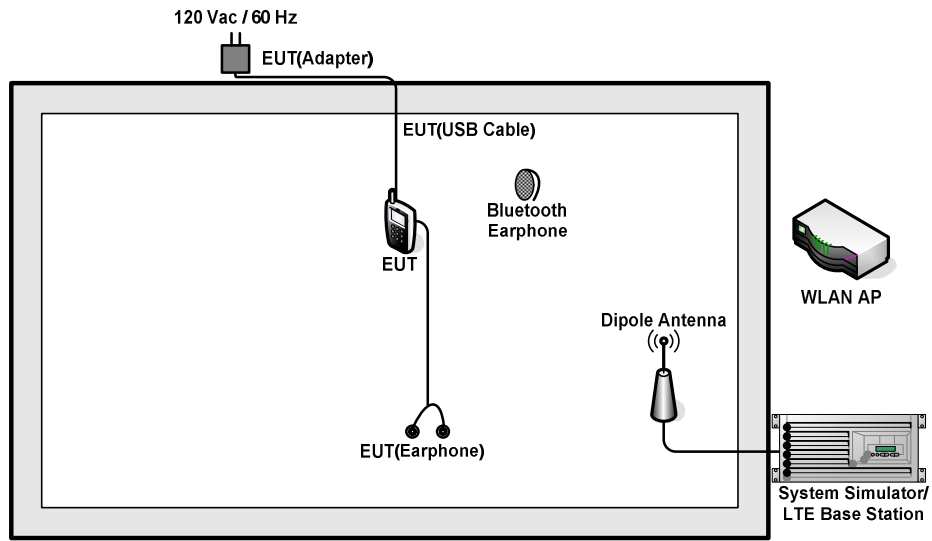 120 Vac / 60 Hz
EUT(Adapter)
EUT(USB Cable)
Bluetooth
Earphone
EUT
WLAN AP
Dipole Antenna
EUT(Earphone)
System Simulator/
LTE Base Station